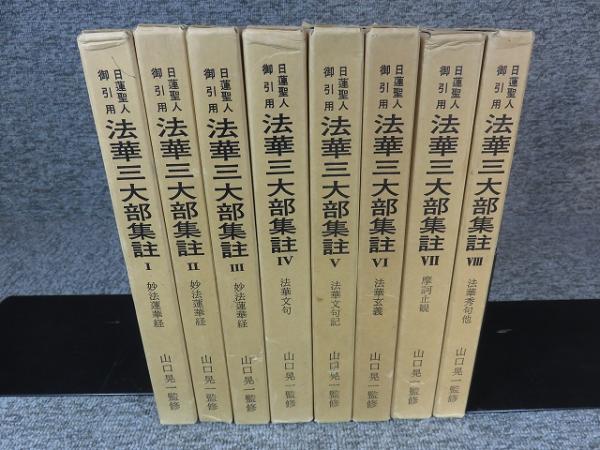 日蓮聖人
御引用
法華三大部集註
I
妙法蓮華経
山口晃一監修
日蓮聖人
御引用
法華三大部集註
II
妙法蓮華経
山口晃一監修
日蓮聖人
御引用
法華三大部集註
III
妙法蓮華経
山口晃一監修
日蓮聖人
御引用
法華三大部集註
IV
法華文句
山口晃一監修
日蓮聖人
御引用
法華三大部集註
V
法華文句記
山口晃一監修
日蓮聖人
御引用
法華三大部集註
VI
法華玄義
山口晃一監修
日蓮聖人
御引用
法華三大部集註
VII
摩訶止観
山口晃一監修
日蓮聖人
御引用
法華三大部集註
VIII
法華秀句他
山口晃一監修